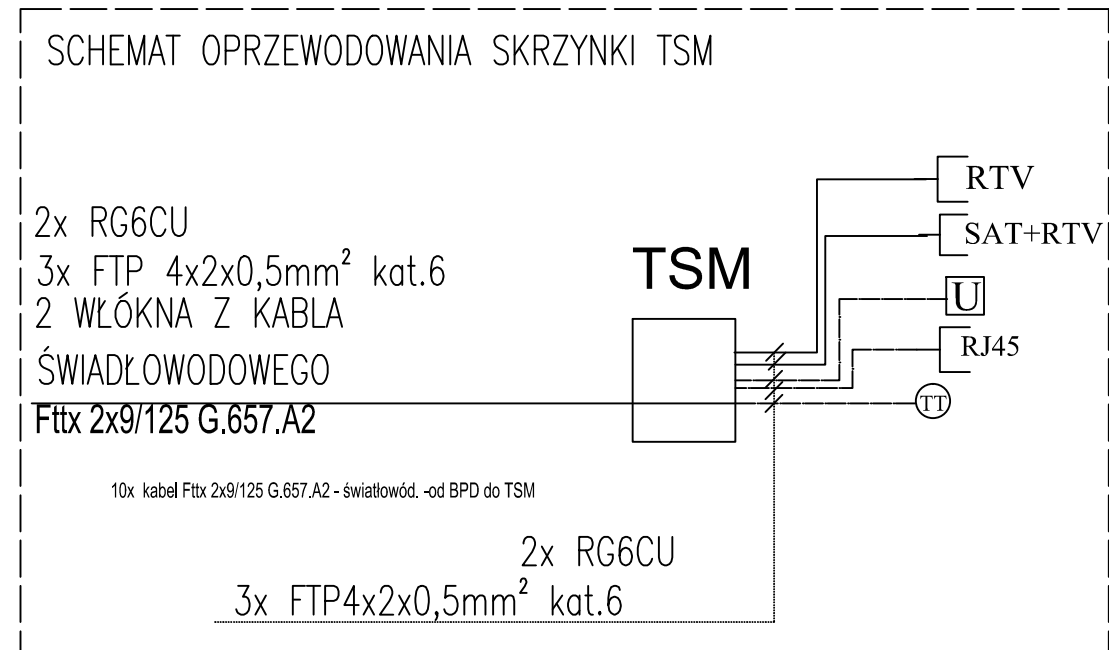 SCHEMAT OPRZEWODOWANIA SKRZYNKI TSM
RTV
2x RG6CU
SAT+RTV
3x FTP 4x2x0,5mm² kat.6
TSM
2 WŁÓKNA Z KABLA
U
ŚWIADŁOWODOWEGO
RJ45
Fttx 2x9/125 G.657.A2
TT
10x kabel Fttx 2x9/125 G.657.A2 - światłowód. -od BPD do TSM
2x RG6CU
3x FTP4x2x0,5mm² kat.6